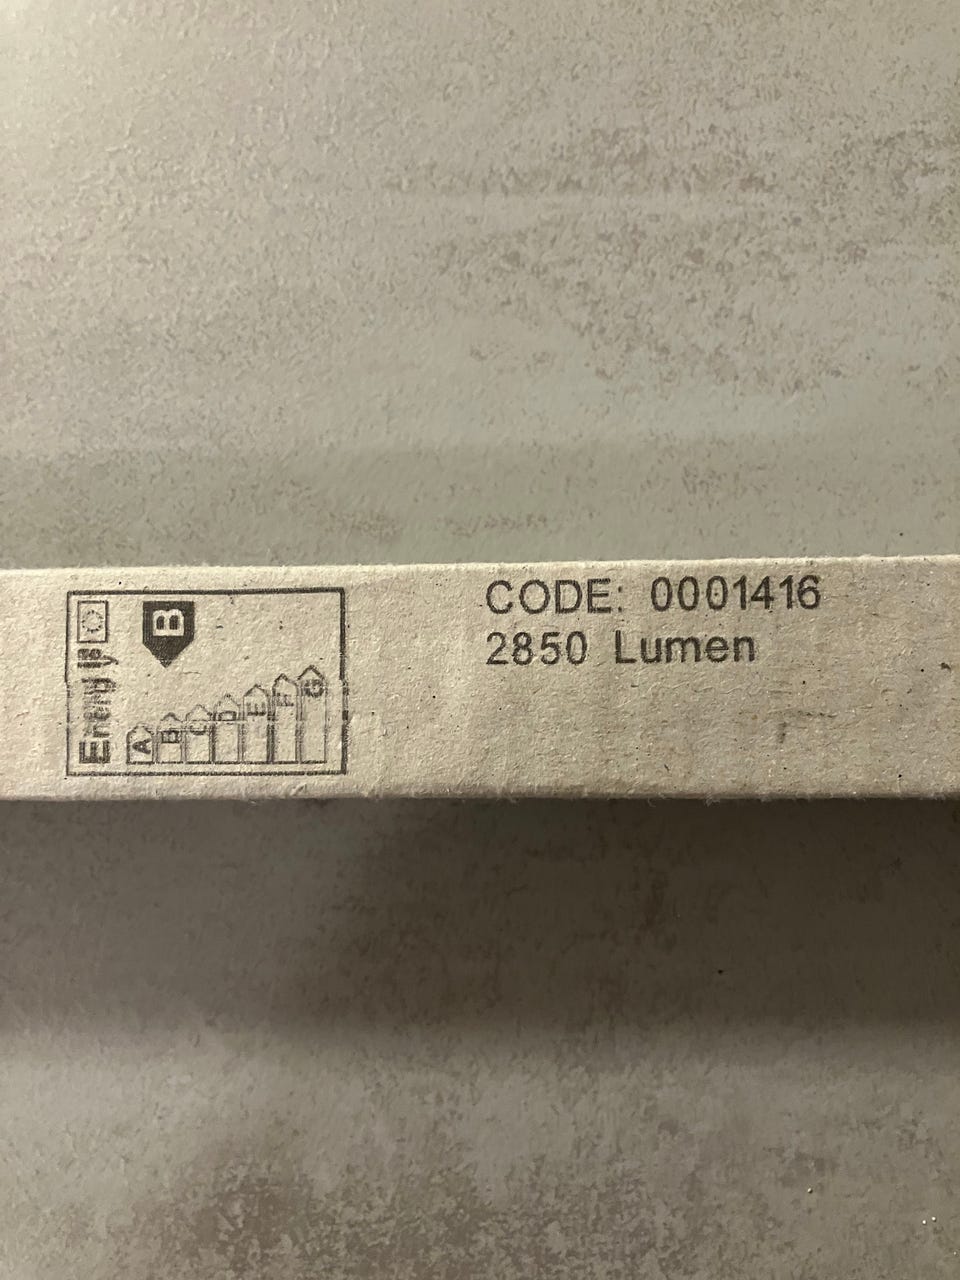 CODE: 0001416
2850 Lumen
Energy
B
A
B
C
D
E
F
G